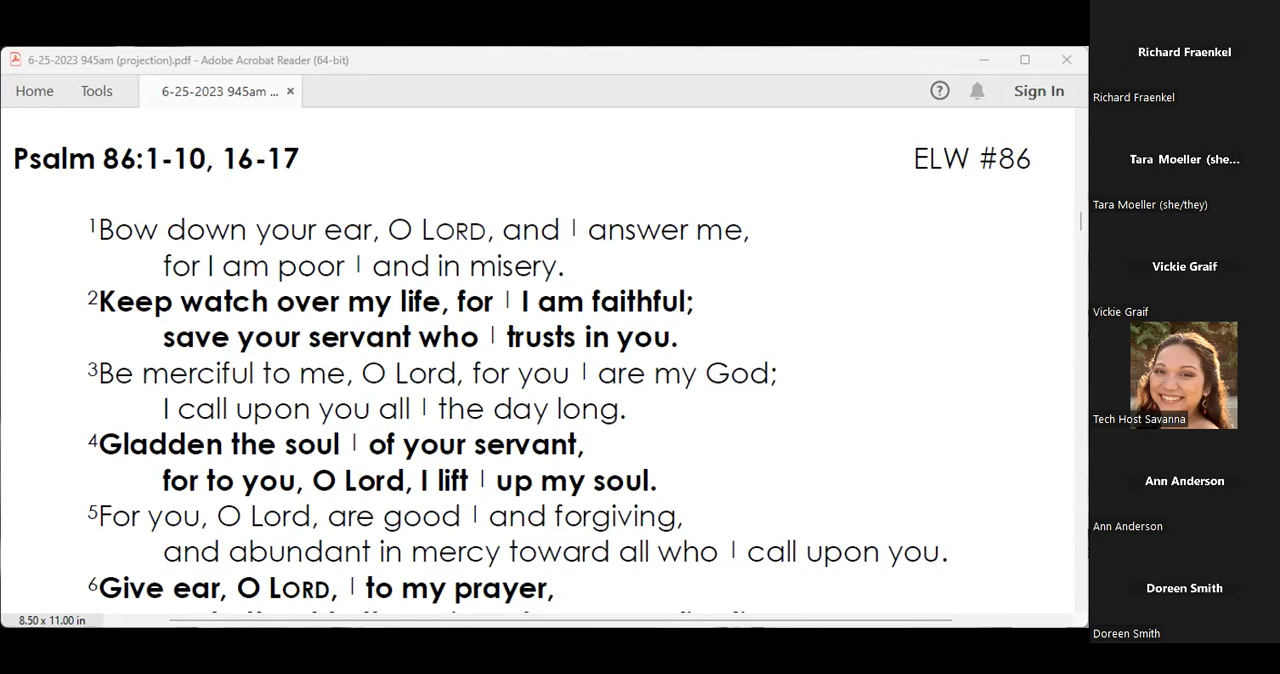 6-25-2023 945am (projection).pdf - Adobe Acrobat Reader (64-bit)
Home Tools 6-25-2023 945am ... × ? Sign In
Psalm 86:1-10, 16-17 ELW #86
1Bow down your ear, O LORD, and | answer me,
for I am poor | and in misery.
2Keep watch over my life, for | I am faithful;
save your servant who | trusts in you.
3Be merciful to me, O Lord, for you | are my God;
I call upon you all | the day long.
4Gladden the soul | of your servant,
for to you, O Lord, I lift | up my soul.
5For you, O Lord, are good | and forgiving,
and abundant in mercy toward all who | call upon you.
6Give ear, O LORD, | to my prayer,
8.50 x 11.00 in
Richard Fraenkel
Richard Fraenkel
Tara Moeller (she...
Tara Moeller (she/they)
Vickie Graif
Vickie Graif
Tech Host Savanna
Ann Anderson
Ann Anderson
Doreen Smith
Doreen Smith